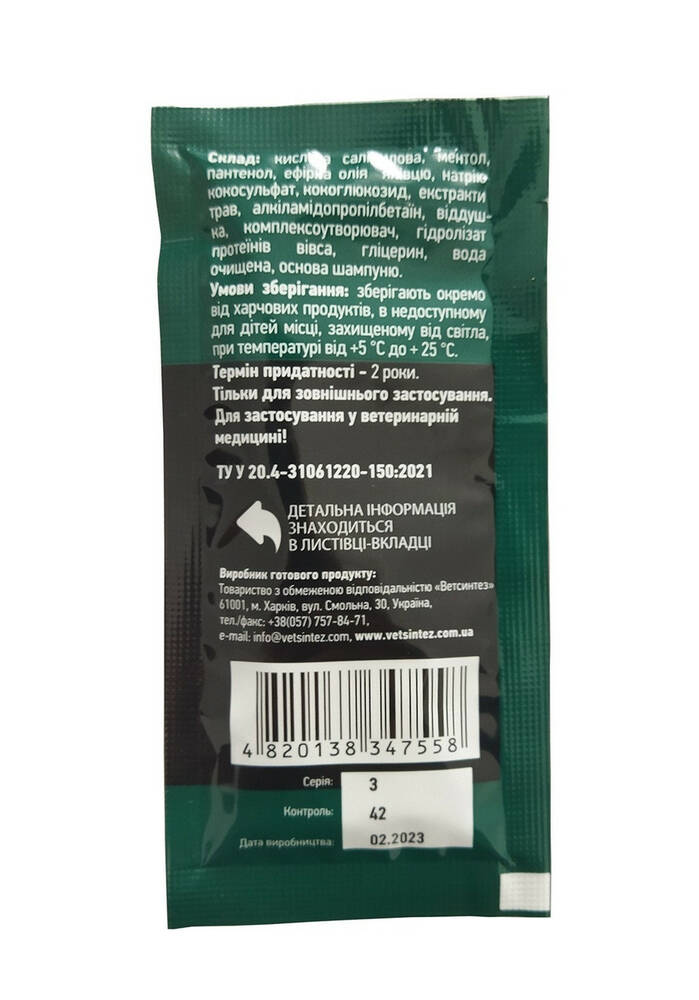 Склад: кислота саліцилова, ментол,
пантенол, ефірна олія ялівцю, натрію
кокосульфат, кокоглюкозид, екстракти
трав, алкіламідопропілбетаїн, віддуш-
ка, комплексоутворювач, гідролізат
протеїнів вівса, гліцерин, вода
очищена, основа шампуню.
Умови зберігання: зберігають окремо
від харчових продуктів, в недоступному
для дітей місці, захищеному від світла,
при температурі від +5 °С до + 25 °С.
Термін придатності - 2 роки.
Тільки для зовнішнього застосування.
Для застосування у ветеринарній
медицині!
ТУ У 20.4-31061220-150:2021
ДЕТАЛЬНА ІНФОРМАЦІЯ
ЗНАХОДИТЬСЯ
В ЛИСТІВЦІ-ВКЛАДЦІ
Виробник готового продукту:
Товариство з обмеженою відповідальністю «Ветсинтез»
61001, м. Харків, вул. Смольна, 30, Україна,
тел./факс: +38(057) 757-84-71,
e-mail: info@vetsintez.com, www.vetsintez.com.ua
4 820138 347558
Серія: 3
Контроль: 42
Дата виробництва: 02.2023